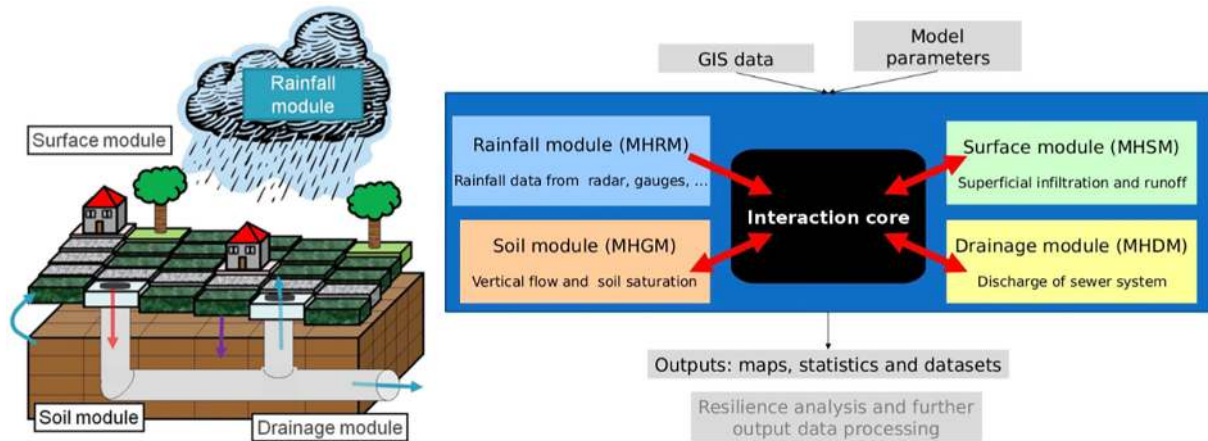 Rainfall
module
Surface module
Soil module
Drainage module
GIS data
Model
parameters
Rainfall module (MHRM)
Rainfall data from radar, gauges, ...
Surface module (MHSM)
Superficial infiltration and runoff
Interaction core
Soil module (MHGM)
Vertical flow and soil saturation
Drainage module (MHDM)
Discharge of sewer system
Outputs: maps, statistics and datasets
Resilience analysis and further
output data processing